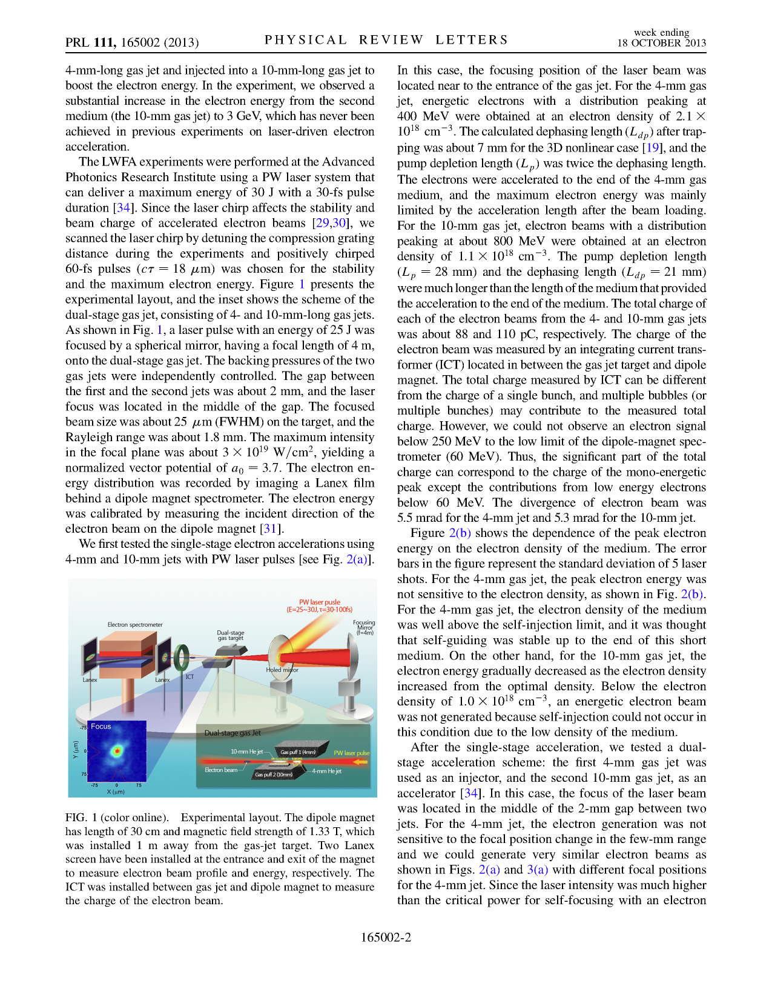 PRL 111, 165002 (2013)
PHYSICAL REVIEW LETTERS
week ending
18 OCTOBER 2013
4-mm-long gas jet and injected into a 10-mm-long gas jet to
boost the electron energy. In the experiment, we observed a
substantial increase in the electron energy from the second
medium (the 10-mm gas jet) to 3 GeV, which has never been
achieved in previous experiments on laser-driven electron
acceleration.
The LWFA experiments were performed at the Advanced
Photonics Research Institute using a PW laser system that
can deliver a maximum energy of 30 J with a 30-fs pulse
duration [34]. Since the laser chirp affects the stability and
beam charge of accelerated electron beams [29,30], we
scanned the laser chirp by detuning the compression grating
distance during the experiments and positively chirped
60-fs pulses (cτ = 18 μm) was chosen for the stability
and the maximum electron energy. Figure 1 presents the
experimental layout, and the inset shows the scheme of the
dual-stage gas jet, consisting of 4- and 10-mm-long gas jets.
As shown in Fig. 1, a laser pulse with an energy of 25 J was
focused by a spherical mirror, having a focal length of 4 m,
onto the dual-stage gas jet. The backing pressures of the two
gas jets were independently controlled. The gap between
the first and the second jets was about 2 mm, and the laser
focus was located in the middle of the gap. The focused
beam size was about 25 μm (FWHM) on the target, and the
Rayleigh range was about 1.8 mm. The maximum intensity
in the focal plane was about 3 × 10¹⁹ W/cm², yielding a
normalized vector potential of a₀ = 3.7. The electron en-
ergy distribution was recorded by imaging a Lanex film
behind a dipole magnet spectrometer. The electron energy
was calibrated by measuring the incident direction of the
electron beam on the dipole magnet [31].
We first tested the single-stage electron accelerations using
4-mm and 10-mm jets with PW laser pulses [see Fig. 2(a)].
PW laser pusle
(E=25~30J, τ=30-100fs)
Electron spectrometer
Focusing
Mirror
(f=4m)
Dual-stage
gas target
Holed mirror
Lanex
Lanex
ICT
Focus
-75
0
75
Y (μm)
-75
0
75
X (μm)
Dual-stage gas Jet
10-mm He jet
Gas puff 1 (4mm)
PW laser pulse
Electron beam
Gas puff 2 (10mm)
4-mm He jet
FIG. 1 (color online). Experimental layout. The dipole magnet
has length of 30 cm and magnetic field strength of 1.33 T, which
was installed 1 m away from the gas-jet target. Two Lanex
screen have been installed at the entrance and exit of the magnet
to measure electron beam profile and energy, respectively. The
ICT was installed between gas jet and dipole magnet to measure
the charge of the electron beam.
In this case, the focusing position of the laser beam was
located near to the entrance of the gas jet. For the 4-mm gas
jet, energetic electrons with a distribution peaking at
400 MeV were obtained at an electron density of 2.1 ×
10¹⁸ cm⁻³. The calculated dephasing length (L_dp) after trap-
ping was about 7 mm for the 3D nonlinear case [19], and the
pump depletion length (L_p) was twice the dephasing length.
The electrons were accelerated to the end of the 4-mm gas
medium, and the maximum electron energy was mainly
limited by the acceleration length after the beam loading.
For the 10-mm gas jet, electron beams with a distribution
peaking at about 800 MeV were obtained at an electron
density of 1.1 × 10¹⁸ cm⁻³. The pump depletion length
(L_p = 28 mm) and the dephasing length (L_dp = 21 mm)
were much longer than the length of the medium that provided
the acceleration to the end of the medium. The total charge of
each of the electron beams from the 4- and 10-mm gas jets
was about 88 and 110 pC, respectively. The charge of the
electron beam was measured by an integrating current trans-
former (ICT) located in between the gas jet target and dipole
magnet. The total charge measured by ICT can be different
from the charge of a single bunch, and multiple bubbles (or
multiple bunches) may contribute to the measured total
charge. However, we could not observe an electron signal
below 250 MeV to the low limit of the dipole-magnet spec-
trometer (60 MeV). Thus, the significant part of the total
charge can correspond to the charge of the mono-energetic
peak except the contributions from low energy electrons
below 60 MeV. The divergence of electron beam was
5.5 mrad for the 4-mm jet and 5.3 mrad for the 10-mm jet.
Figure 2(b) shows the dependence of the peak electron
energy on the electron density of the medium. The error
bars in the figure represent the standard deviation of 5 laser
shots. For the 4-mm gas jet, the peak electron energy was
not sensitive to the electron density, as shown in Fig. 2(b).
For the 4-mm gas jet, the electron density of the medium
was well above the self-injection limit, and it was thought
that self-guiding was stable up to the end of this short
medium. On the other hand, for the 10-mm gas jet, the
electron energy gradually decreased as the electron density
increased from the optimal density. Below the electron
density of 1.0 × 10¹⁸ cm⁻³, an energetic electron beam
was not generated because self-injection could not occur in
this condition due to the low density of the medium.
After the single-stage acceleration, we tested a dual-
stage acceleration scheme: the first 4-mm gas jet was
used as an injector, and the second 10-mm gas jet, as an
accelerator [34]. In this case, the focus of the laser beam
was located in the middle of the 2-mm gap between two
jets. For the 4-mm jet, the electron generation was not
sensitive to the focal position change in the few-mm range
and we could generate very similar electron beams as
shown in Figs. 2(a) and 3(a) with different focal positions
for the 4-mm jet. Since the laser intensity was much higher
than the critical power for self-focusing with an electron
165002-2